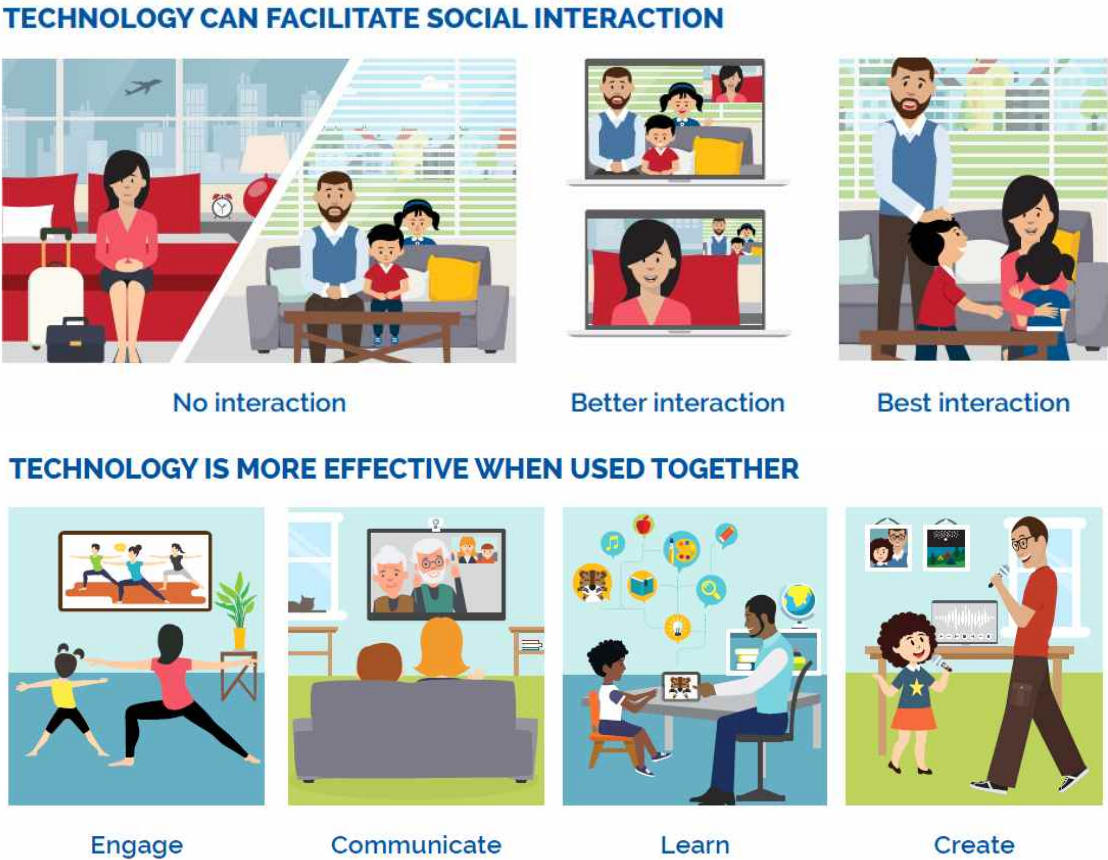 TECHNOLOGY CAN FACILITATE SOCIAL INTERACTION
No interaction
Better interaction
Best interaction
TECHNOLOGY IS MORE EFFECTIVE WHEN USED TOGETHER
Engage
Communicate
Learn
Create